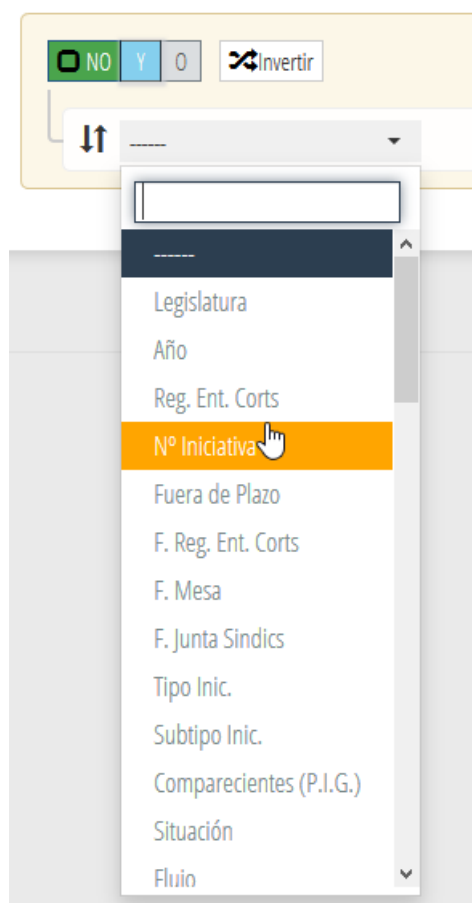 NO Y O Invertir
------
------
Legislatura
Año
Reg. Ent. Corts
Nº Iniciativa
Fuera de Plazo
F. Reg. Ent. Corts
F. Mesa
F. Junta Sindics
Tipo Inic.
Subtipo Inic.
Comparecientes (P.I.G.)
Situación
Flujo